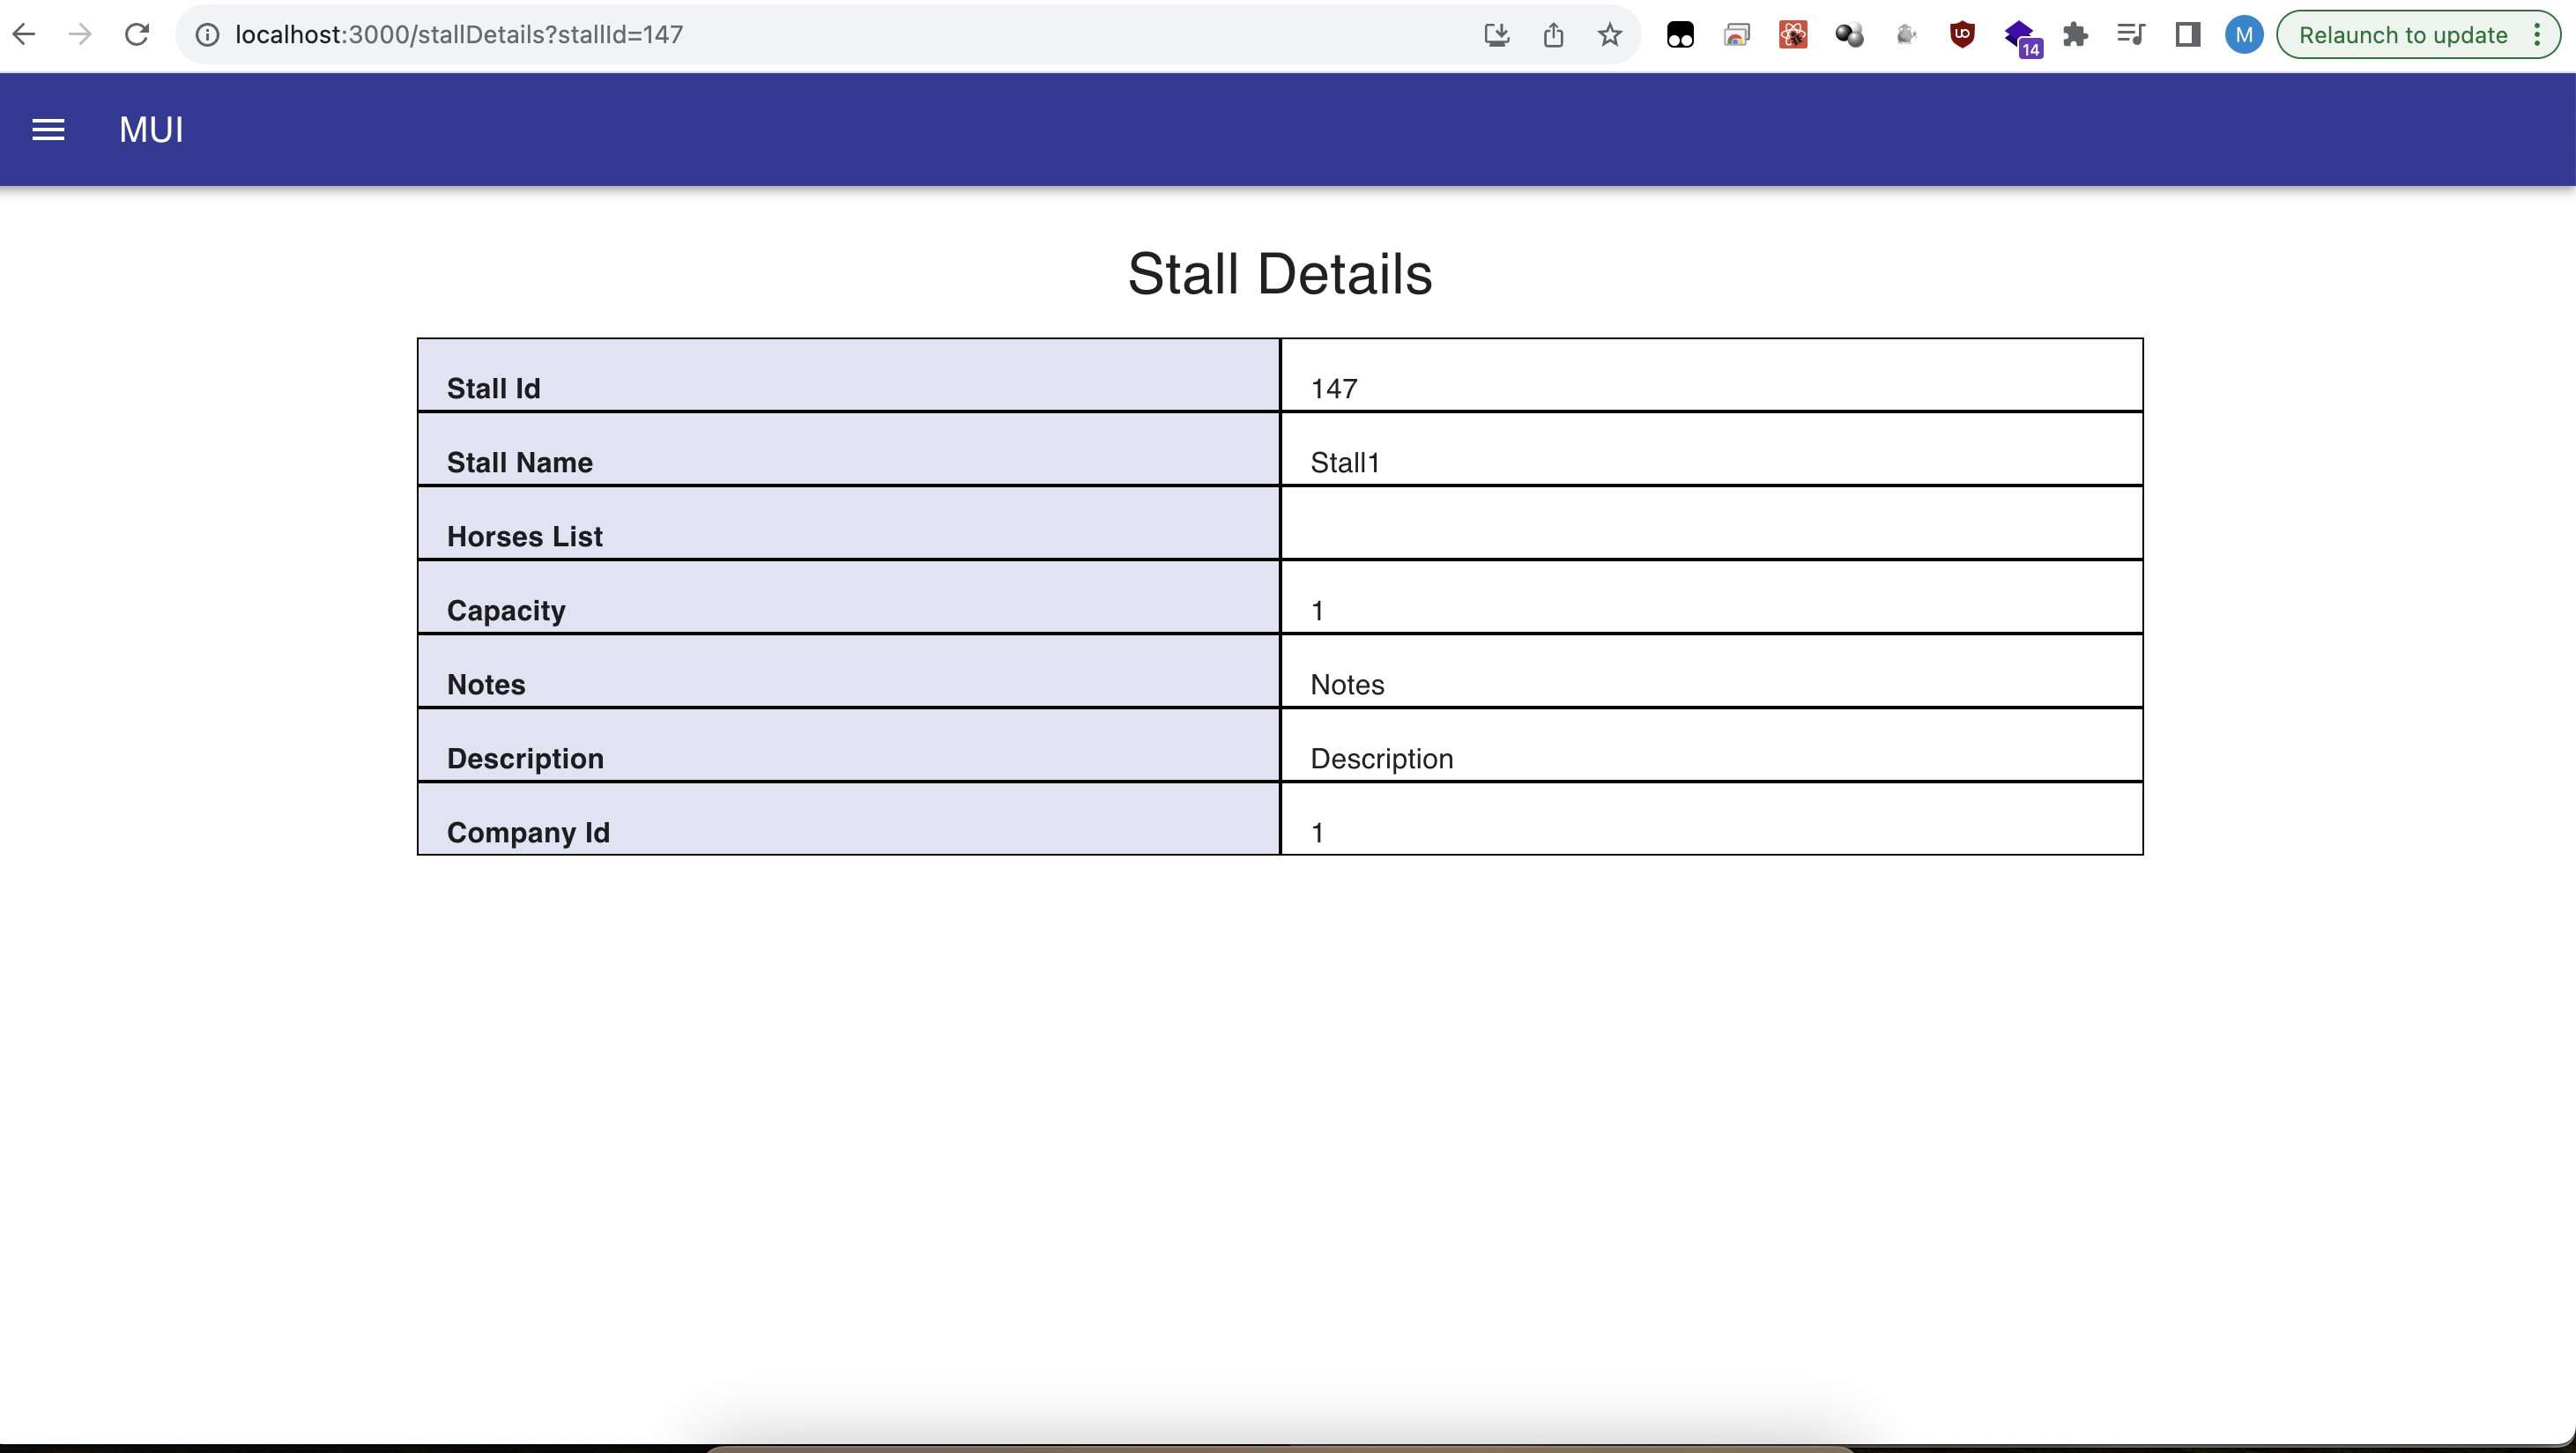 localhost:3000/stallDetails?stallId=147
14
M
Relaunch to update
MUI
Stall Details
Stall Id 147
Stall Name Stall1
Horses List
Capacity 1
Notes Notes
Description Description
Company Id 1